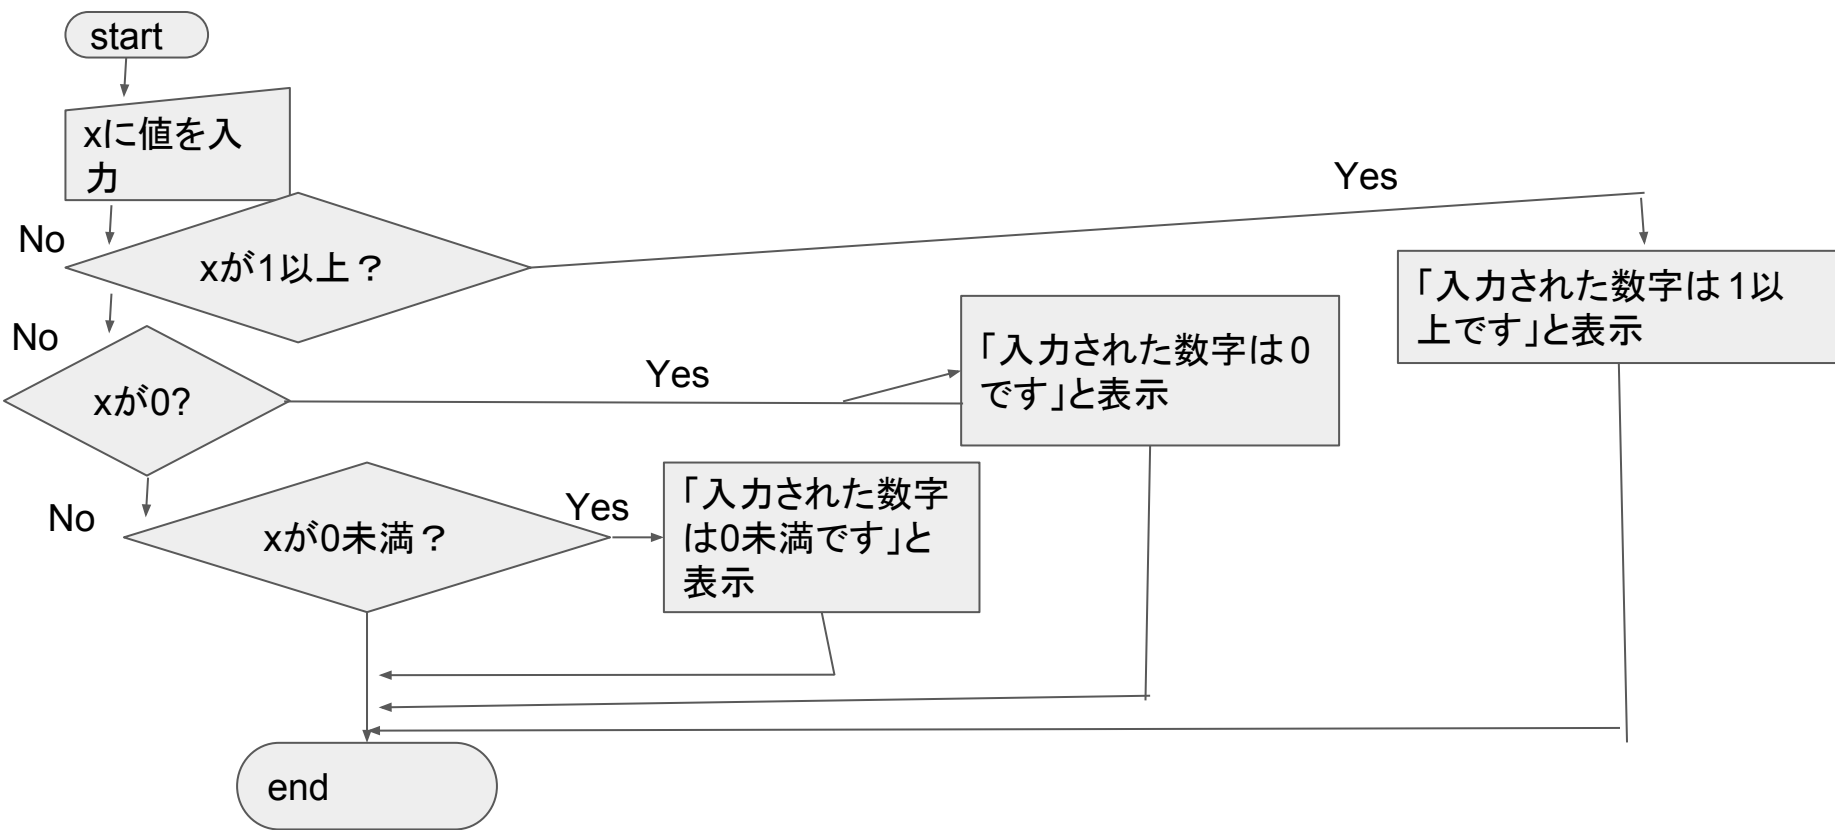 start
xに値を入
力
Yes
No
xが1以上？
「入力された数字は1以
上です」と表示
No
「入力された数字は0
です」と表示
Yes
xが0?
No
xが0未満？
Yes
「入力された数字
は0未満です」と
表示
end